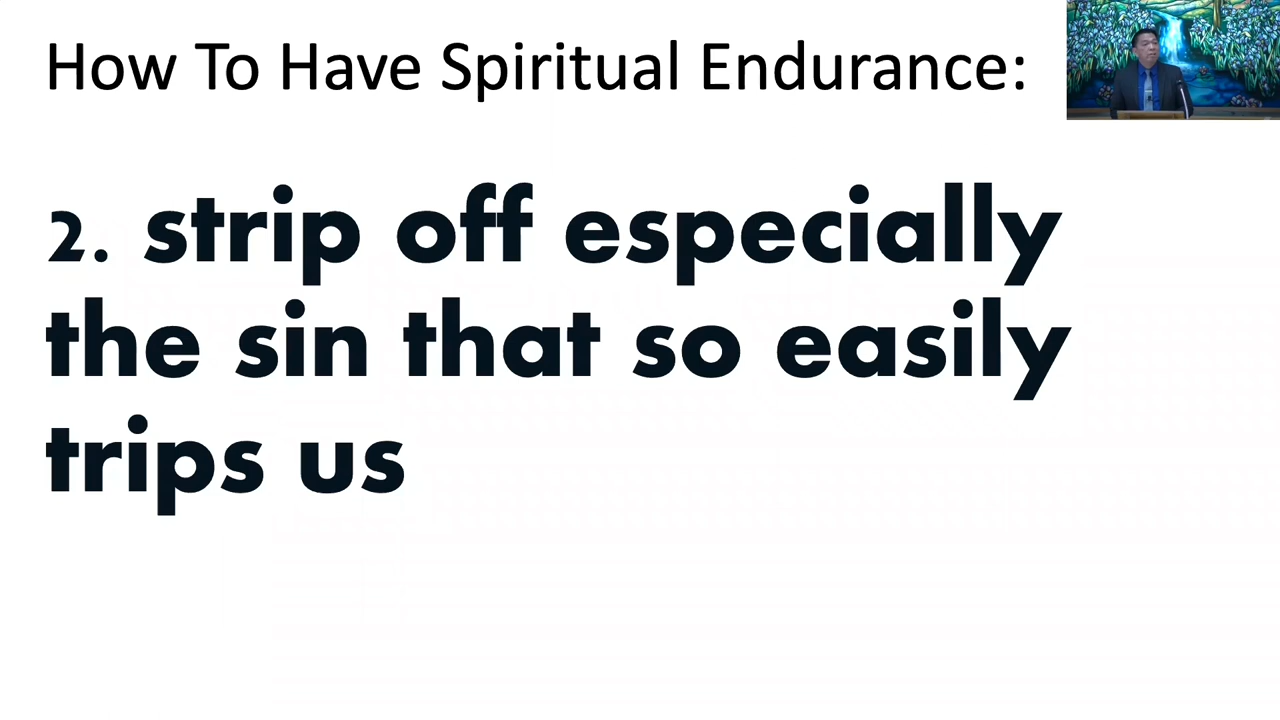 How To Have Spiritual Endurance:
2. strip off especially
the sin that so easily
trips us